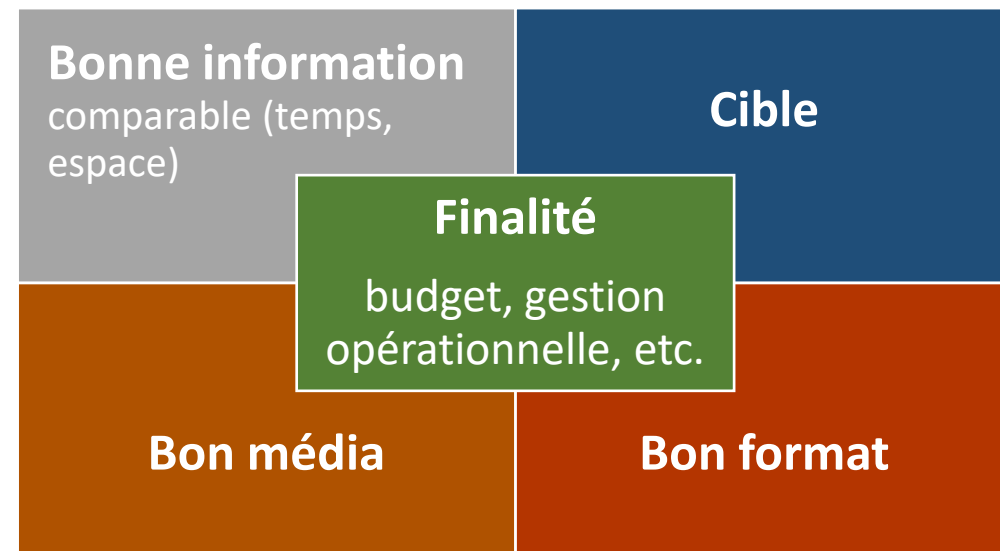 Bonne information
comparable (temps,
espace)
Cible
Finalité
budget, gestion
opérationnelle, etc.
Bon média
Bon format